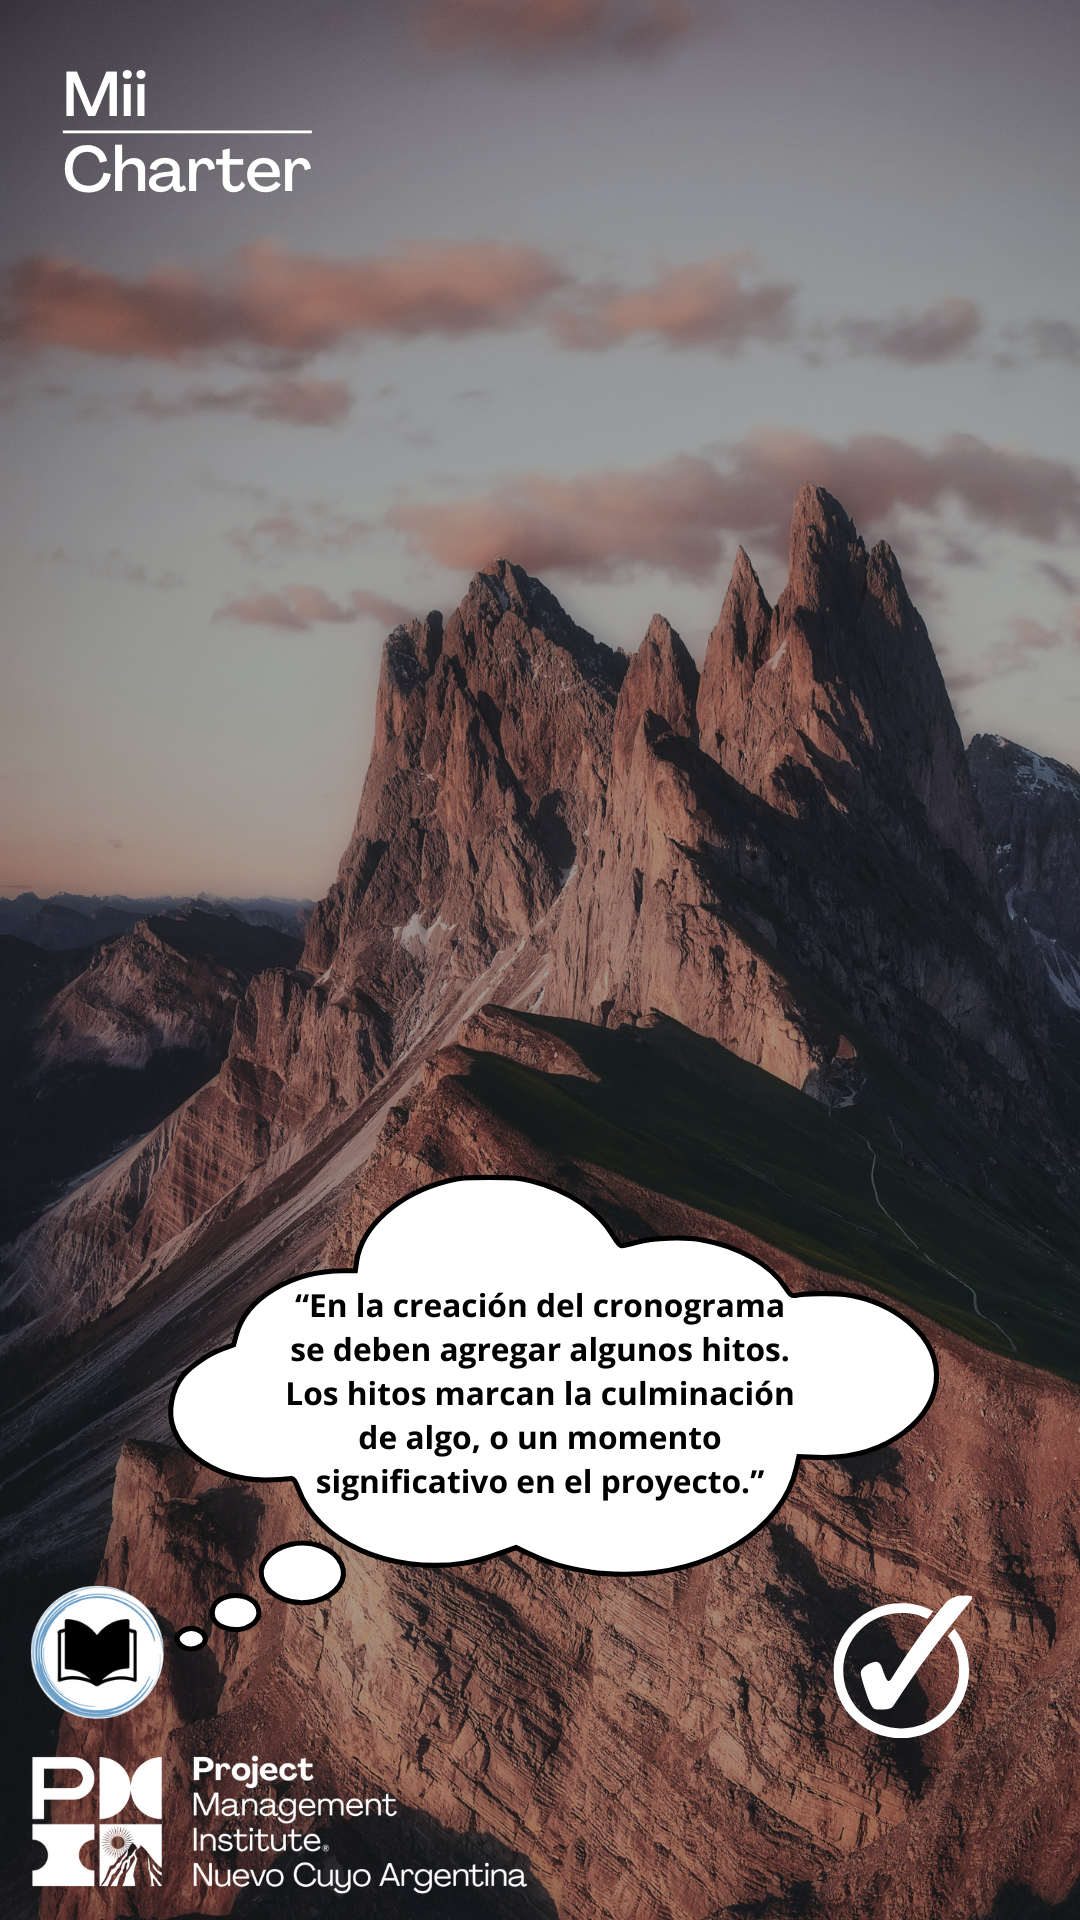 Mii
Charter
“En la creación del cronograma
se deben agregar algunos hitos.
Los hitos marcan la culminación
de algo, o un momento
significativo en el proyecto.”
Project
Management
Institute®
Nuevo Cuyo Argentina